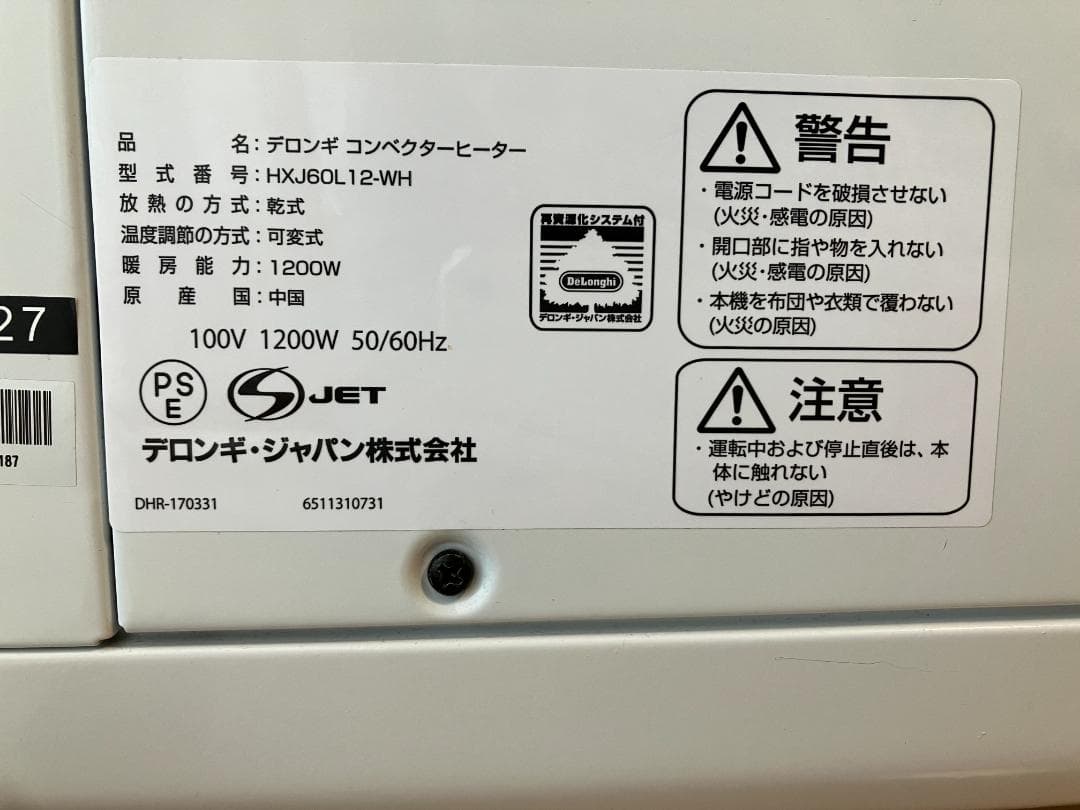 品名：デロンギ コンベクターヒーター
型式番号：HXJ60L12-WH
放熱の方式：乾式
温度調節の方式：可変式
暖房能力：1200W
原産国：中国
100V 1200W 50/60Hz
PSE
JET
デロンギ・ジャパン株式会社
DHR-170331 6511310731
再資源化システム付
DeLonghi
デロンギ・ジャパン株式会社
警告
・電源コードを破損させない
(火災・感電の原因)
・開口部に指や物を入れない
(火災・感電の原因)
・本機を布団や衣類で覆わない
(火災の原因)
注意
・運転中および停止直後は、本
体に触れない
(やけどの原因)
27
187